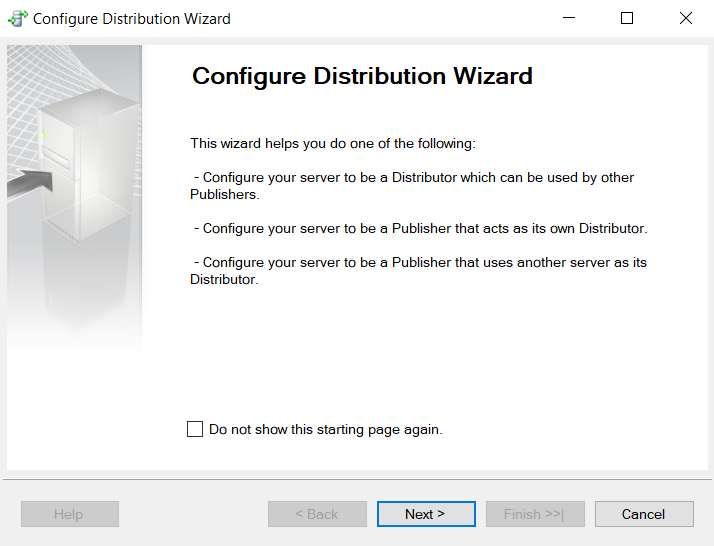 Configure Distribution Wizard
Configure Distribution Wizard
This wizard helps you do one of the following:
- Configure your server to be a Distributor which can be used by other
Publishers.
- Configure your server to be a Publisher that acts as its own Distributor.
- Configure your server to be a Publisher that uses another server as its
Distributor.
Do not show this starting page again.
Help
< Back
Next >
Finish >>|
Cancel